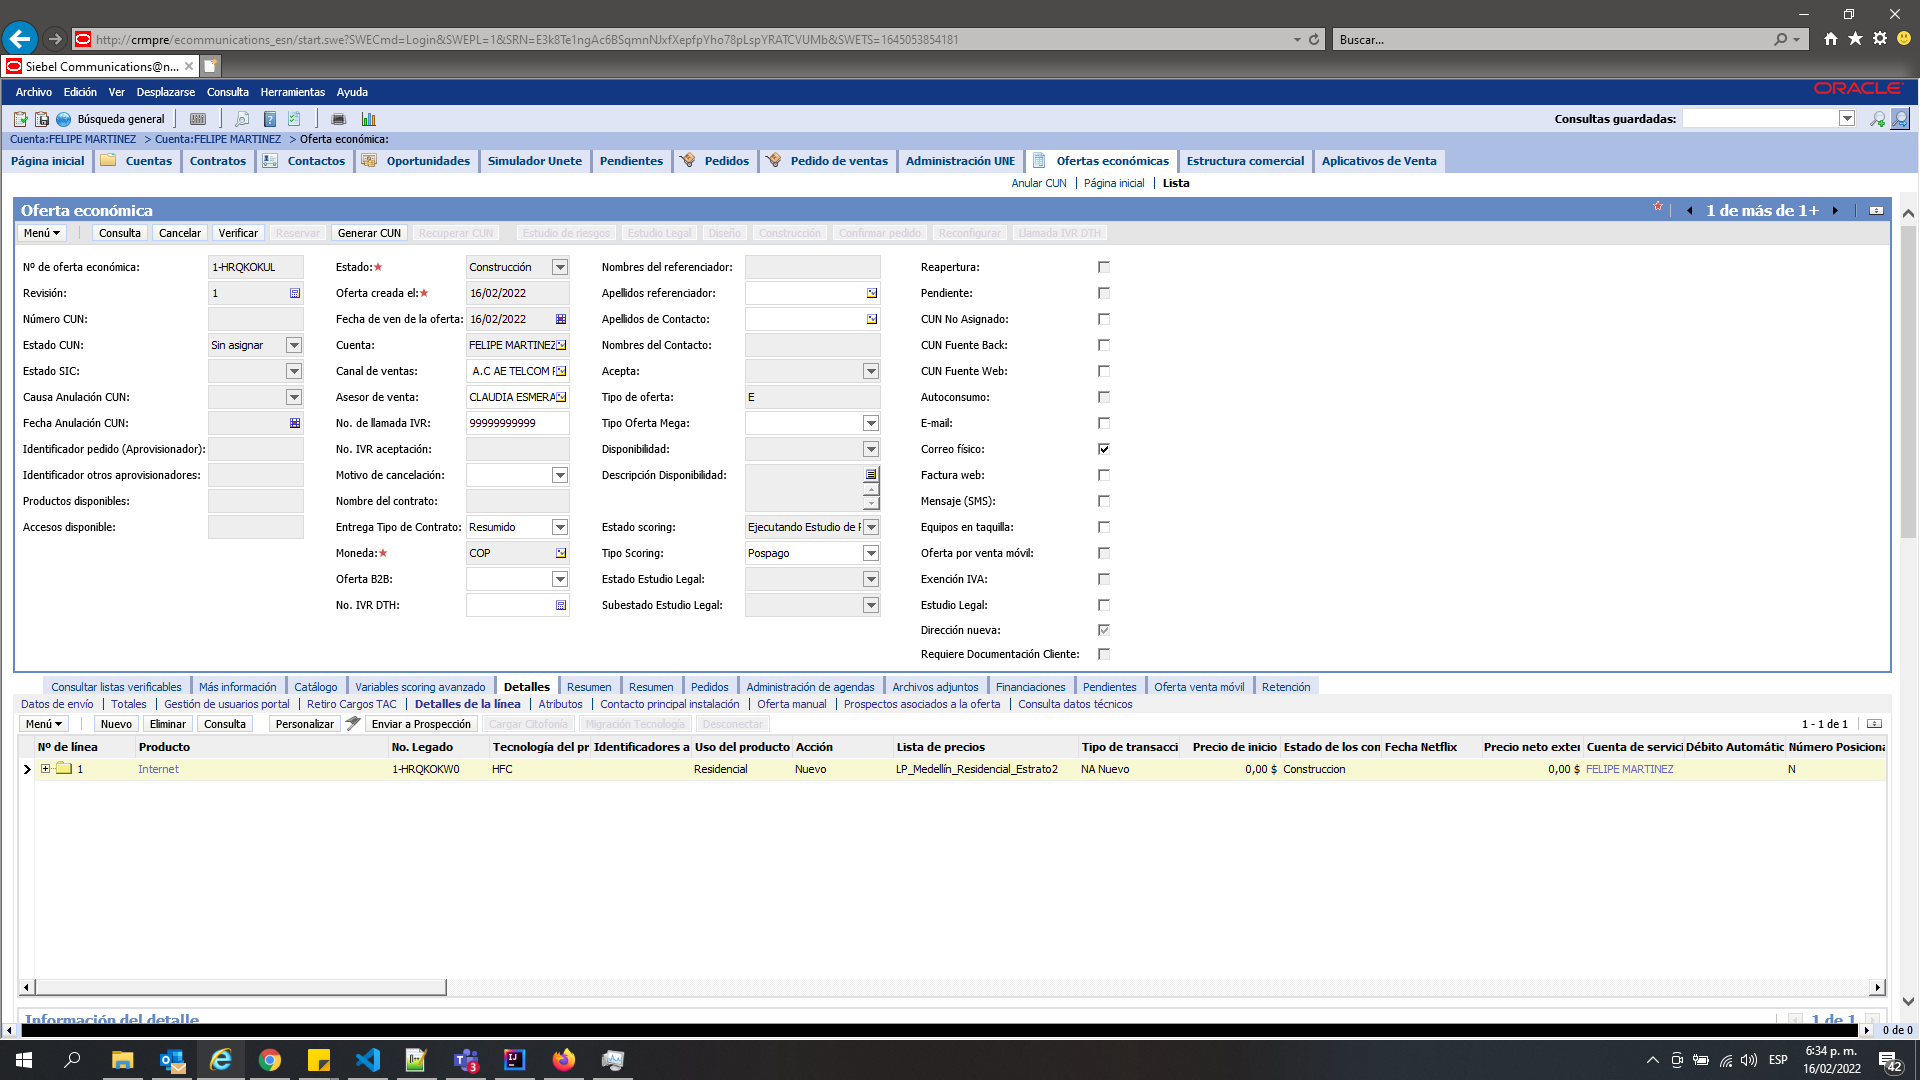 http://crmpre/ecommunications_esn/start.swe?SWECmd=Login&SWEPL=1&SRN=E3k8Te1ngAc6BSqmnNJxfXepfpYho78pLspYRATCVUMb&SWETS=1645053854181
Buscar...
Siebel Communications@n...
Archivo Edición Ver Desplazarse Consulta Herramientas Ayuda
ORACLE
Búsqueda general
Consultas guardadas:
Cuenta:FELIPE MARTINEZ > Cuenta:FELIPE MARTINEZ > Oferta económica:
Página inicial Cuentas Contratos Contactos Oportunidades Simulador Unete Pendientes Pedidos Pedido de ventas Administración UNE Ofertas económicas Estructura comercial Aplicativos de Venta
Anular CUN | Página inicial | Lista
Oferta económica
1 de más de 1+
Menú Consulta Cancelar Verificar Reservar Generar CUN Recuperar CUN Estudio de riesgos Estudio Legal Diseño Construcción Confirmar pedido Reconfigurar Llamada IVR DTH
Nº de oferta económica: 1-HRQKOKUL Estado: Construcción Nombres del referenciador: Reapertura:
Revisión: 1 Oferta creada el: 16/02/2022 Apellidos referenciador: Pendiente:
Número CUN: Fecha de ven de la oferta: 16/02/2022 Apellidos de Contacto: CUN No Asignado:
Estado CUN: Sin asignar Cuenta: FELIPE MARTINEZ Nombres del Contacto: CUN Fuente Back:
Estado SIC: Canal de ventas: A.C AE TELCOM Acepta: CUN Fuente Web:
Causa Anulación CUN: Asesor de venta: CLAUDIA ESMERA Tipo de oferta: E Autoconsumo:
Fecha Anulación CUN: No. de llamada IVR: 99999999999 Tipo Oferta Mega: E-mail:
Identificador pedido (Aprovisionador): No. IVR aceptación: Disponibilidad: Correo físico:
Identificador otros aprovisionadores: Motivo de cancelación: Descripción Disponibilidad: Factura web:
Productos disponibles: Nombre del contrato: Mensaje (SMS):
Accesos disponible: Entrega Tipo de Contrato: Resumido Estado scoring: Ejecutando Estudio de Equipos en taquilla:
Moneda: COP Tipo Scoring: Pospago Oferta por venta móvil:
Oferta B2B: Estado Estudio Legal: Exención IVA:
No. IVR DTH: Subestado Estudio Legal: Estudio Legal:
Dirección nueva:
Requiere Documentación Cliente:
Consultar listas verificables Más información Catálogo Variables scoring avanzado Detalles Resumen Resumen Pedidos Administración de agendas Archivos adjuntos Financiaciones Pendientes Oferta venta móvil Retención
Datos de envío | Totales | Gestión de usuarios portal | Retiro Cargos TAC | Detalles de la línea | Atributos | Contacto principal instalación | Oferta manual | Prospectos asociados a la oferta | Consulta datos técnicos
Menú Nuevo Eliminar Consulta Personalizar Enviar a Prospección Cargar Citofonía Migración Tecnología Desconectar
1 - 1 de 1
Nº de línea Producto No. Legado Tecnología del pr Identificadores a Uso del producto Acción Lista de precios Tipo de transacci Precio de inicio Estado de los con Fecha Netflix Precio neto exter Cuenta de servici Débito Automátic Número Posiciona
1 Internet 1-HRQKOKW0 HFC Residencial Nuevo LP_Medellín_Residencial_Estrato2 NA Nuevo 0,00 $ Construccion 0,00 $ FELIPE MARTINEZ N
Información del detalle
1 de 1
0 de 0
ESP
6:34 p. m.
16/02/2022
3
42